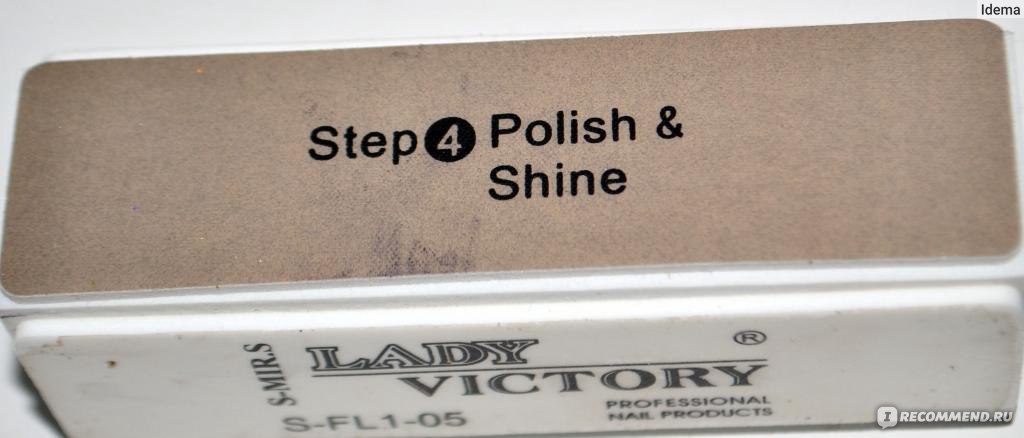 Idema
Step 4 Polish &
Shine
S-MIR.S
LADY ®
VICTORY
PROFESSIONAL
NAIL PRODUCTS
S-FL1-05
IRECOMMEND.RU